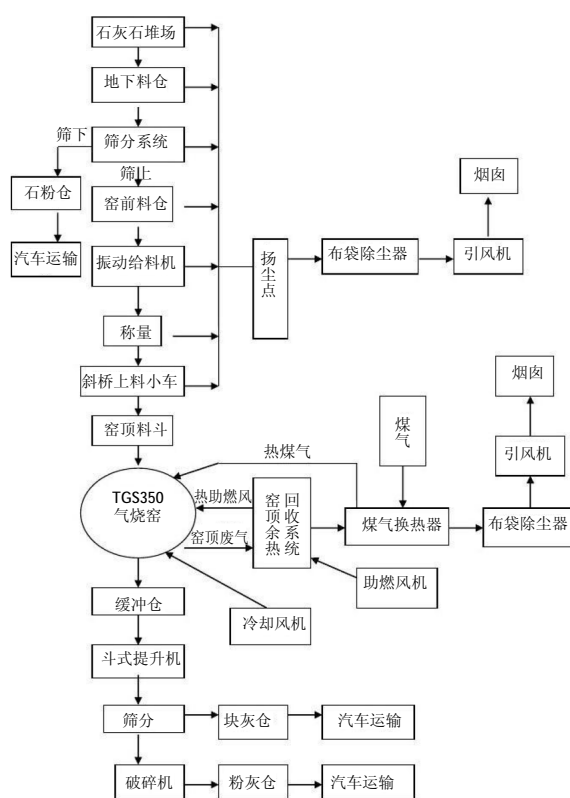 石灰石堆场
地下料仓
筛下
筛分系统
筛上
石粉仓
窑前料仓
汽车运输
振动给料机
称量
斜桥上料小车
窑顶料斗
扬尘点
布袋除尘器
引风机
烟囱
TGS350
气烧窑
热煤气
热助燃风
窑顶废气
窑顶余热
回收系统
煤气
煤气换热器
布袋除尘器
引风机
烟囱
助燃风机
冷却风机
缓冲仓
斗式提升机
筛分
块灰仓
汽车运输
破碎机
粉灰仓
汽车运输